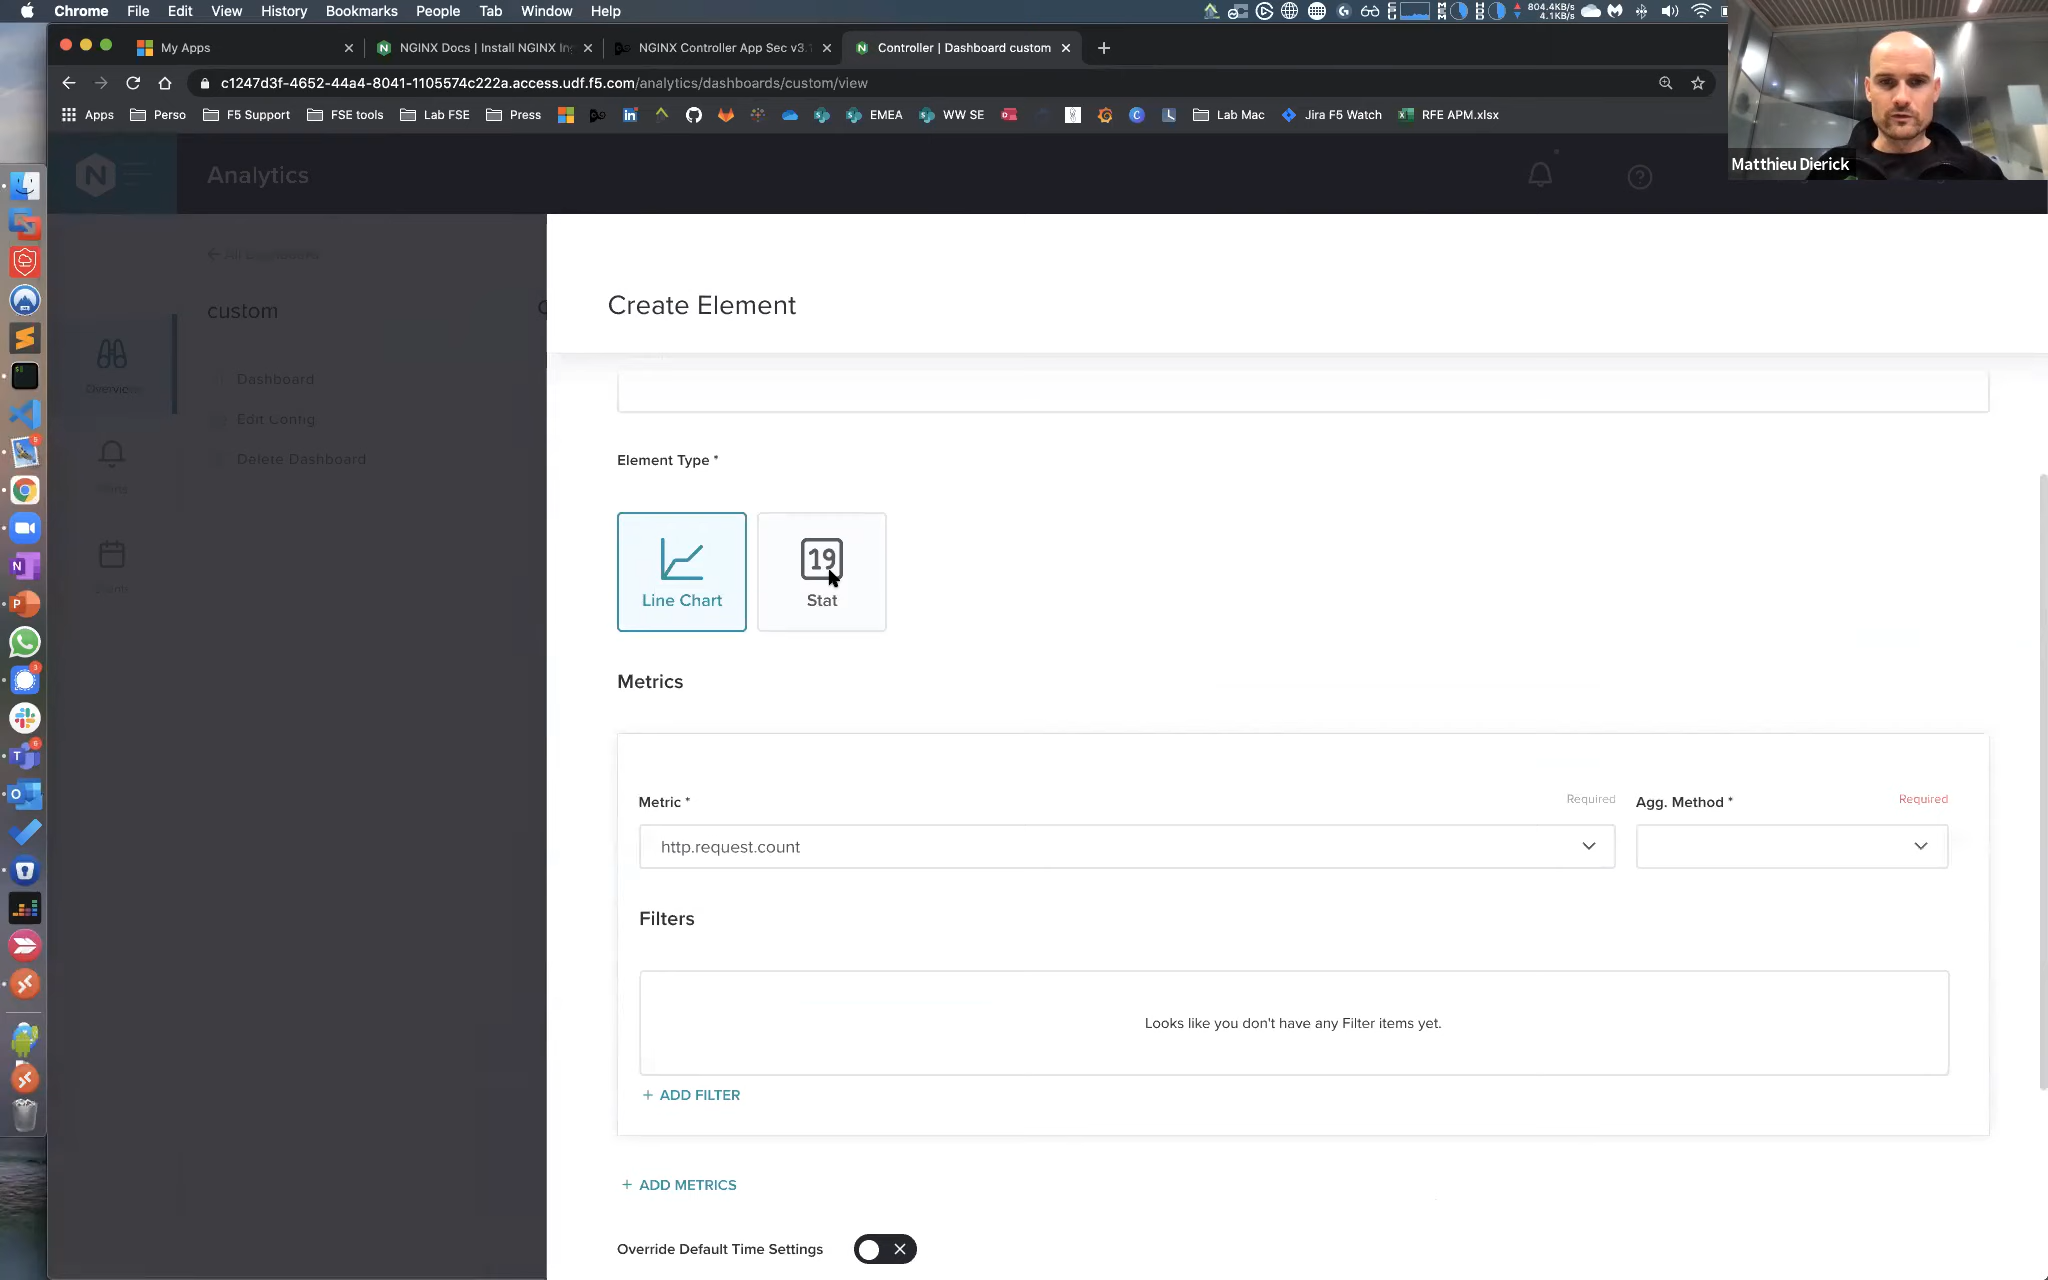 Chrome File Edit View History Bookmarks People Tab Window Help
804.4KB/s
4.1KB/s
My Apps
NGINX Docs | Install NGINX In
NGINX Controller App Sec v3.
Controller | Dashboard custom
c1247d3f-4652-44a4-8041-1105574c222a.access.udf.f5.com/analytics/dashboards/custom/view
Apps Perso F5 Support FSE tools Lab FSE Press EMEA WW SE Lab Mac Jira F5 Watch RFE APM.xlsx
Matthieu Dierick
Analytics
All Dashboards
custom
Overview
Dashboard
Edit Config
Delete Dashboard
Create Element
Element Type *
Line Chart
19
Stat
Metrics
Metric * Required Agg. Method * Required
http.request.count
Filters
Looks like you don't have any Filter items yet.
+ ADD FILTER
+ ADD METRICS
Override Default Time Settings